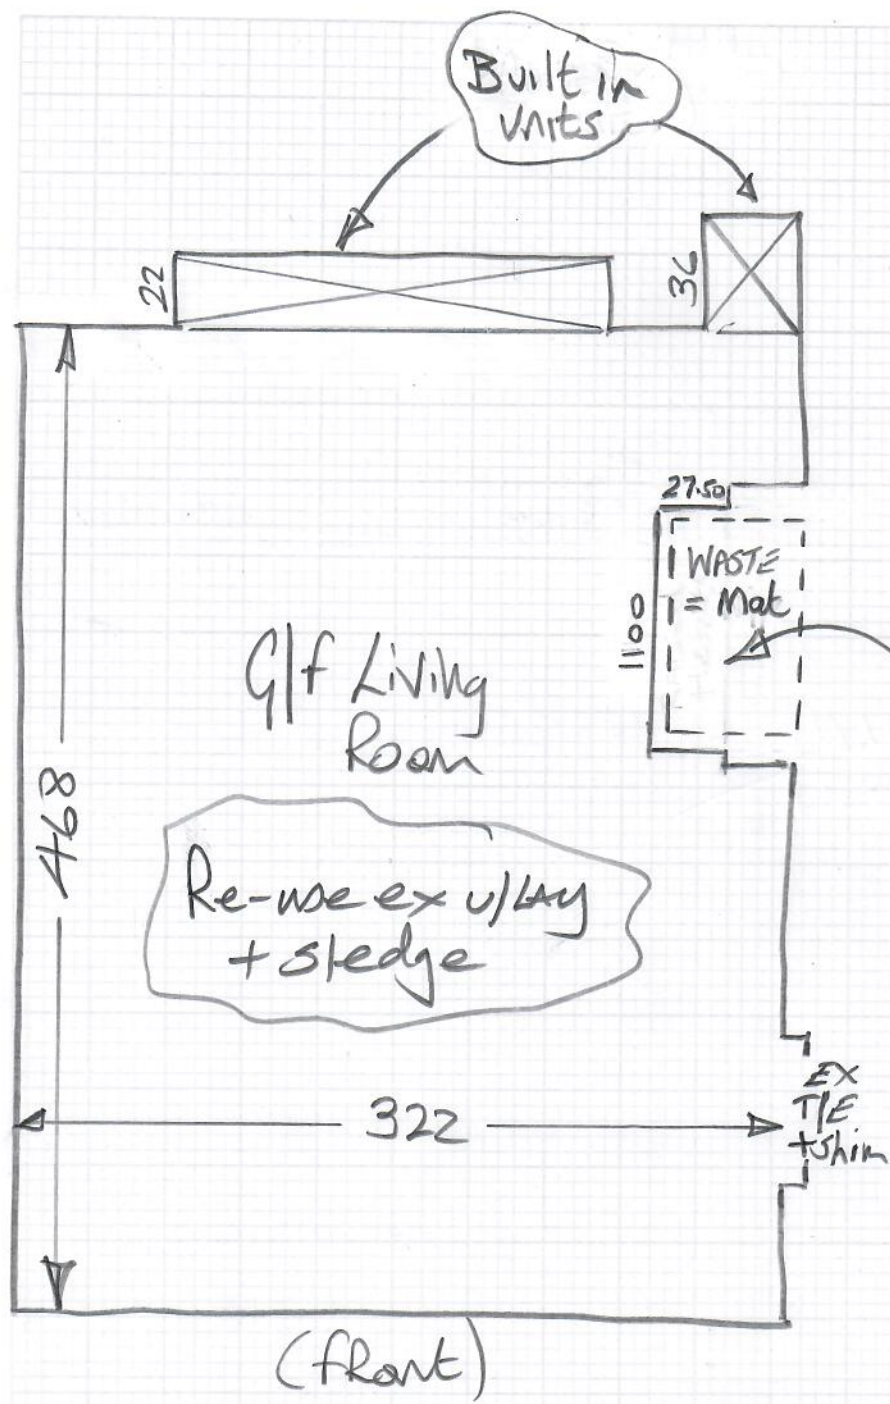 Built in
units
22
36
27.50
WASTE
= Mat
1100
G/f Living
Room
468
Re-use ex u/LAY
+ sledge
EX
T/E
+shim
322
(fRont)